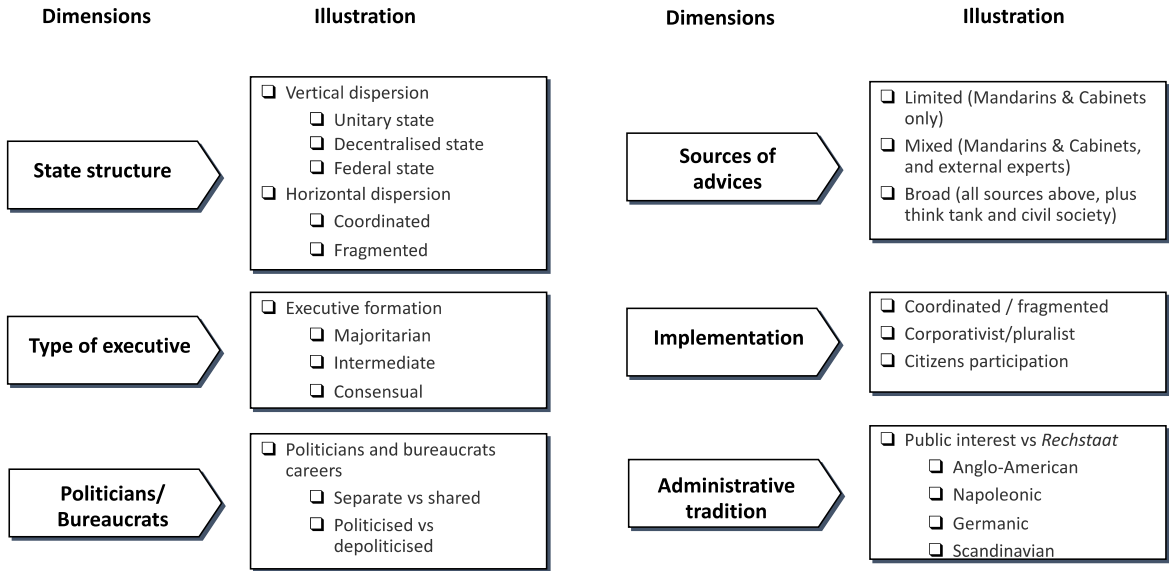 Dimensions
Illustration
State structure
Vertical dispersion
Unitary state
Decentralised state
Federal state
Horizontal dispersion
Coordinated
Fragmented
Type of executive
Executive formation
Majoritarian
Intermediate
Consensual
Politicians/
Bureaucrats
Politicians and bureaucrats
careers
Separate vs shared
Politicised vs
depoliticised
Dimensions
Illustration
Sources of
advices
Limited (Mandarins & Cabinets
only)
Mixed (Mandarins & Cabinets,
and external experts)
Broad (all sources above, plus
think tank and civil society)
Implementation
Coordinated / fragmented
Corporativist/pluralist
Citizens participation
Administrative
tradition
Public interest vs Rechstaat
Anglo-American
Napoleonic
Germanic
Scandinavian